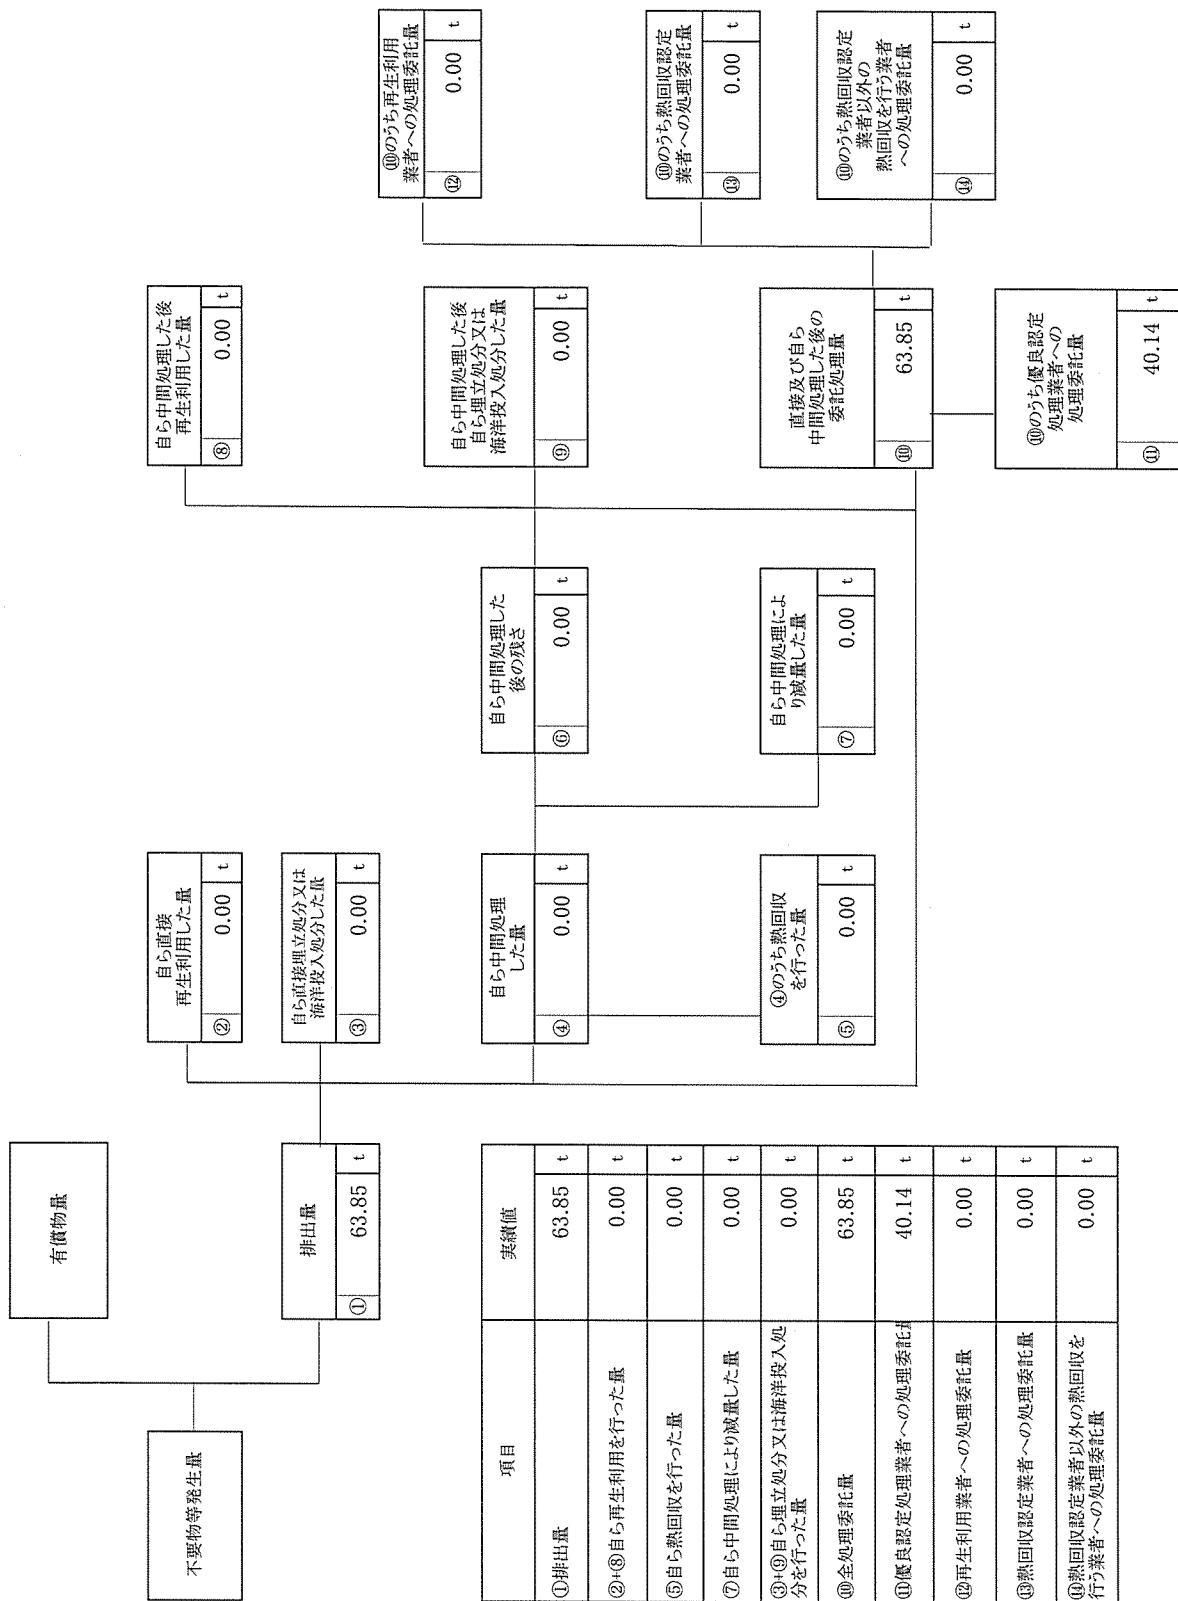 不要物等発生量
有償物量
排出量
① 63.85 t
自ら直接
再生利用した量
② 0.00 t
自ら直接埋立処分又は
海洋投入処分した量
③ 0.00 t
自ら中間処理
した量
④ 0.00 t
④のうち熱回収
を行った量
⑤ 0.00 t
自ら中間処理した
後の残さ
⑥ 0.00 t
自ら中間処理によ
り減量した量
⑦ 0.00 t
自ら中間処理した後
再生利用した量
⑧ 0.00 t
自ら中間処理した後
自ら埋立処分又は
海洋投入処分した量
⑨ 0.00 t
直接及び自ら
中間処理した後の
委託処理量
⑩ 63.85 t
⑩のうち優良認定
処理業者への
処理委託量
⑪ 40.14 t
⑩のうち再生利用
業者への処理委託量
⑫ 0.00 t
⑩のうち熱回収認定
業者への処理委託量
⑬ 0.00 t
⑩のうち熱回収認定
業者以外の
熱回収を行う業者
への処理委託量
⑭ 0.00 t
項目 実績値
①排出量 63.85 t
②+⑧自ら再生利用を行った量 0.00 t
⑤自ら熱回収を行った量 0.00 t
⑦自ら中間処理により減量した量 0.00 t
③+⑨自ら埋立処分又は海洋投入処
分を行った量 0.00 t
⑩全処理委託量 63.85 t
⑪優良認定処理業者への処理委託量 40.14 t
⑫再生利用業者への処理委託量 0.00 t
⑬熱回収認定業者への処理委託量 0.00 t
⑭熱回収認定業者以外の熱回収を
行う業者への処理委託量 0.00 t